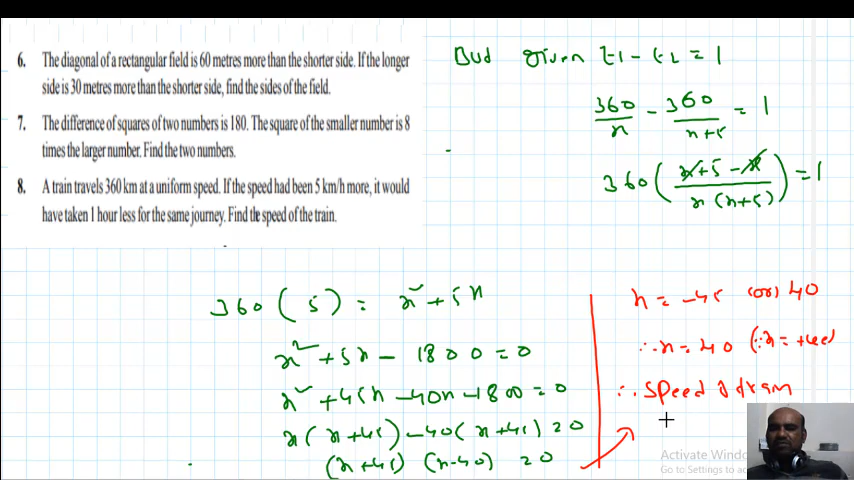 6. The diagonal of a rectangular field is 60 metres more than the shorter side. If the longer
side is 30 metres more than the shorter side, find the sides of the field.
7. The difference of squares of two numbers is 180. The square of the smaller number is 8
times the larger number. Find the two numbers.
8. A train travels 360 km at a uniform speed. If the speed had been 5 km/h more, it would
have taken 1 hour less for the same journey. Find the speed of the train.
Bud given t1 - t2 = 1
360/x - 360/x+5 = 1
360 ( x+5-x / x(x+5) ) = 1
360 ( 5 ) = x² + 5x
x² + 5x - 1800 = 0
x² + 45x - 40x - 1800 = 0
x(x+45) - 40(x+45) = 0
(x+45) (x-40) = 0
x = -45 (or) 40
∴ x = 40 (∵ x = +ve)
∴ Speed of train
Activate Windo
Go to Settings to a